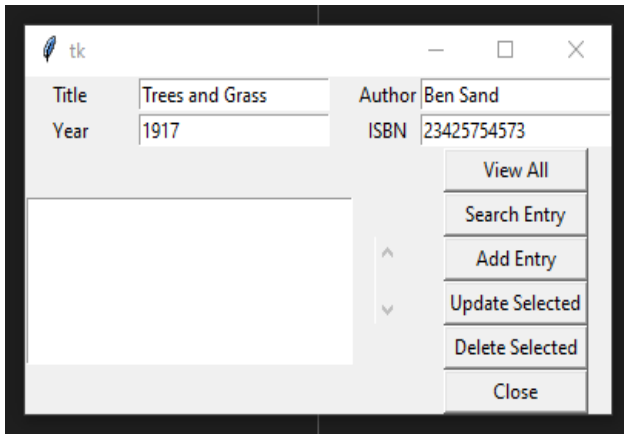 tk
Title Trees and Grass Author Ben Sand
Year 1917 ISBN 23425754573
View All
Search Entry
Add Entry
Update Selected
Delete Selected
Close